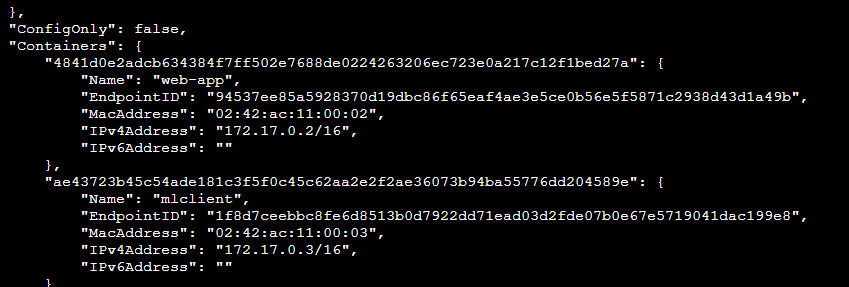 },
"ConfigOnly": false,
"Containers": {
"4841d0e2adcb634384f7ff502e7688de0224263206ec723e0a217c12f1bed27a": {
"Name": "web-app",
"EndpointID": "94537ee85a5928370d19dbc86f65eaf4ae3e5ce0b56e5f5871c2938d43d1a49b",
"MacAddress": "02:42:ac:11:00:02",
"IPv4Address": "172.17.0.2/16",
"IPv6Address": ""
},
"ae43723b45c54ade181c3f5f0c45c62aa2e2f2ae36073b94ba55776dd204589e": {
"Name": "mlclient",
"EndpointID": "1f8d7ceebbc8fe6d8513b0d7922dd71ead03d2fde07b0e67e5719041dac199e8",
"MacAddress": "02:42:ac:11:00:03",
"IPv4Address": "172.17.0.3/16",
"IPv6Address": ""
}